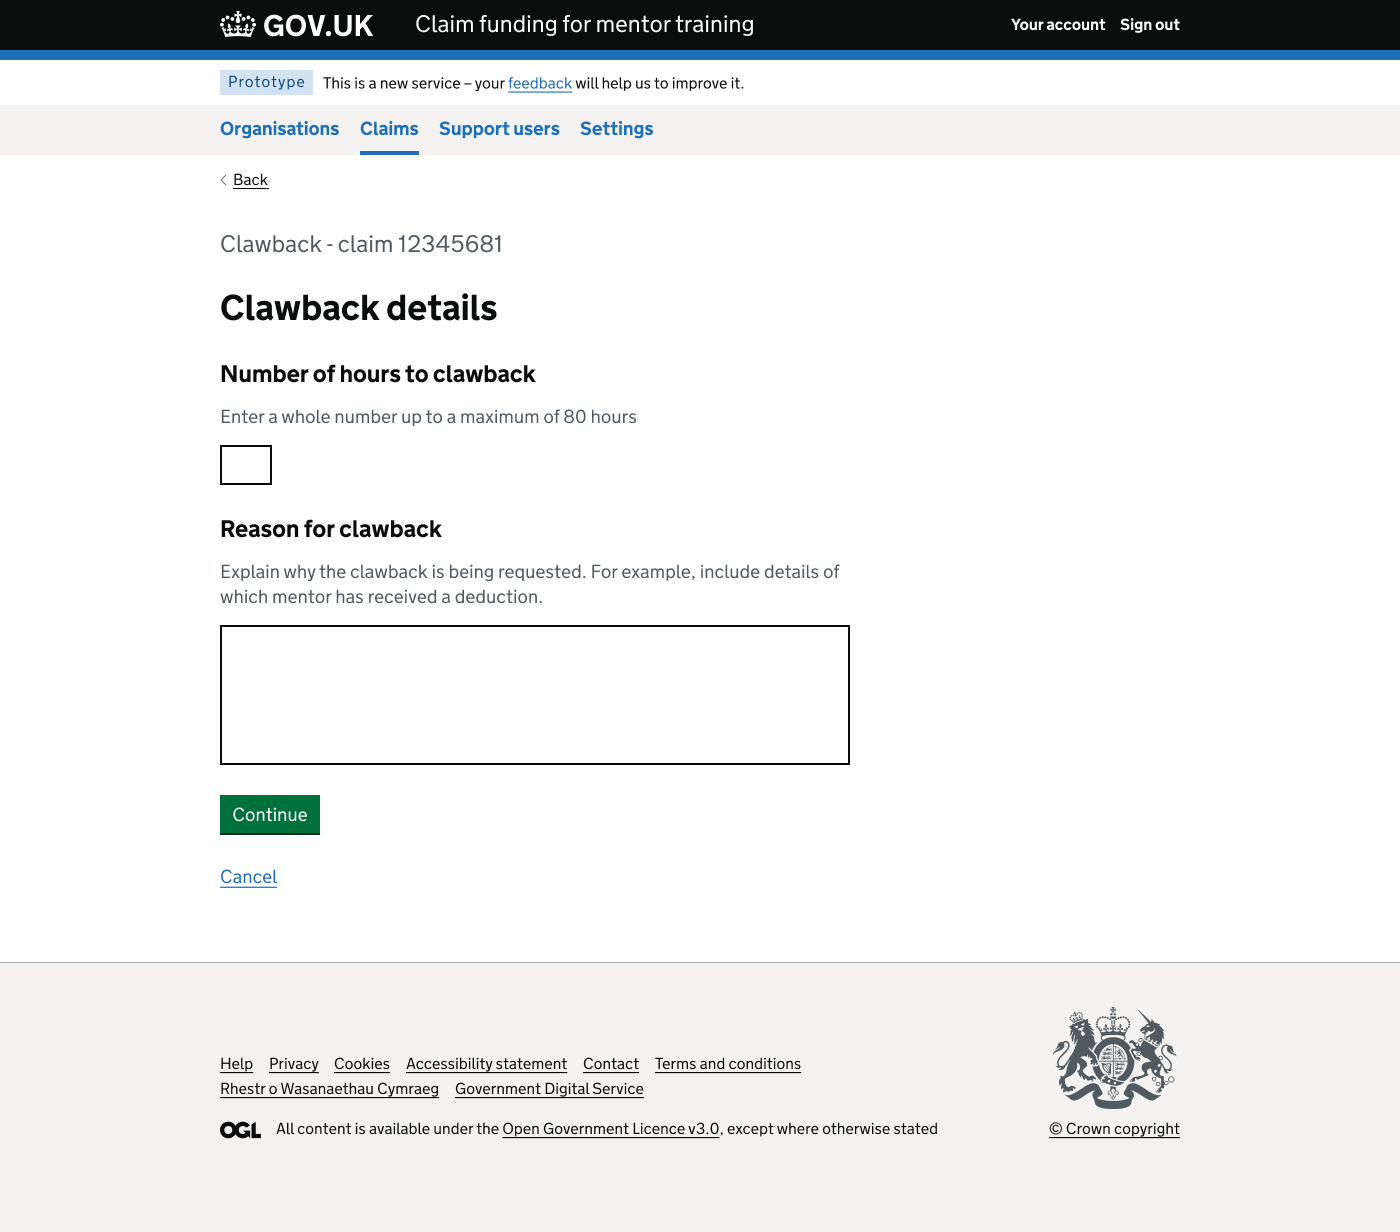 GOV.UK Claim funding for mentor training Your account Sign out
Prototype This is a new service – your feedback will help us to improve it.
Organisations Claims Support users Settings
Back
Clawback - claim 12345681
Clawback details
Number of hours to clawback
Enter a whole number up to a maximum of 80 hours
Reason for clawback
Explain why the clawback is being requested. For example, include details of
which mentor has received a deduction.
Continue
Cancel
Help Privacy Cookies Accessibility statement Contact Terms and conditions
Rhestr o Wasanaethau Cymraeg Government Digital Service
OGL All content is available under the Open Government Licence v3.0, except where otherwise stated
© Crown copyright